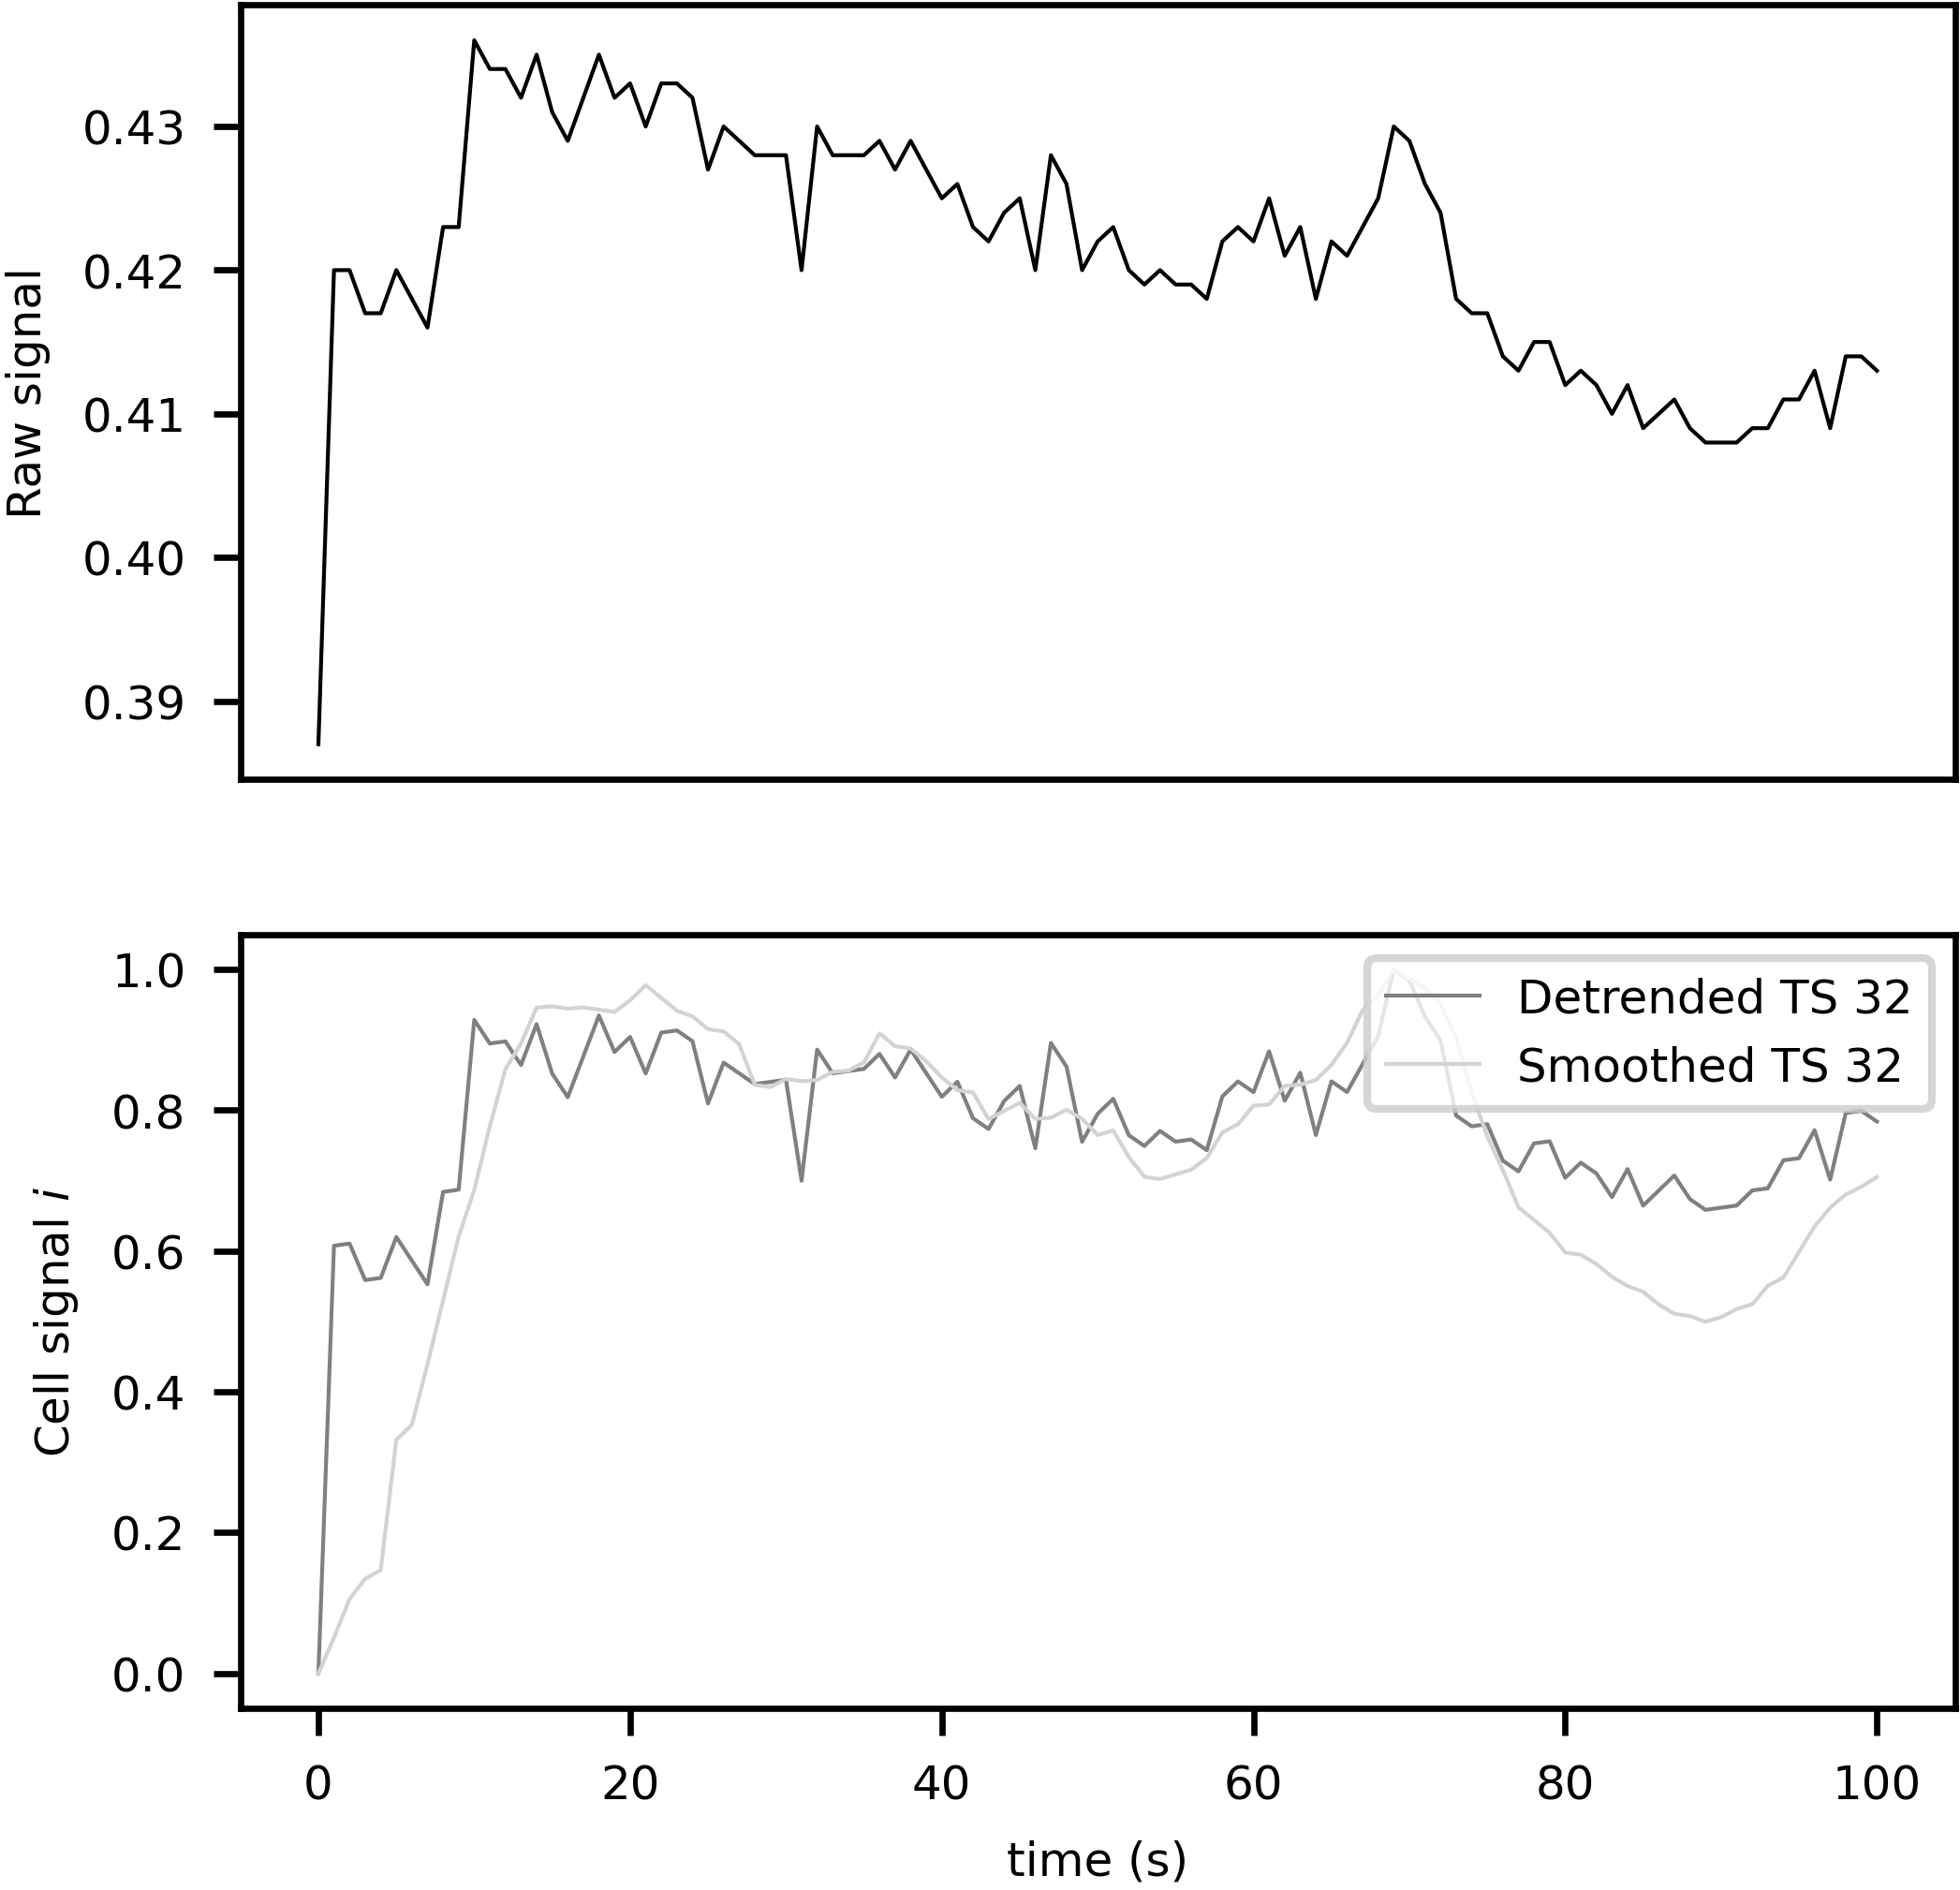 0.43
0.42
0.41
0.40
0.39
Raw signal
1.0
0.8
0.6
0.4
0.2
0.0
Cell signal i
Detrended TS 32
Smoothed TS 32
0 20 40 60 80 100
time (s)